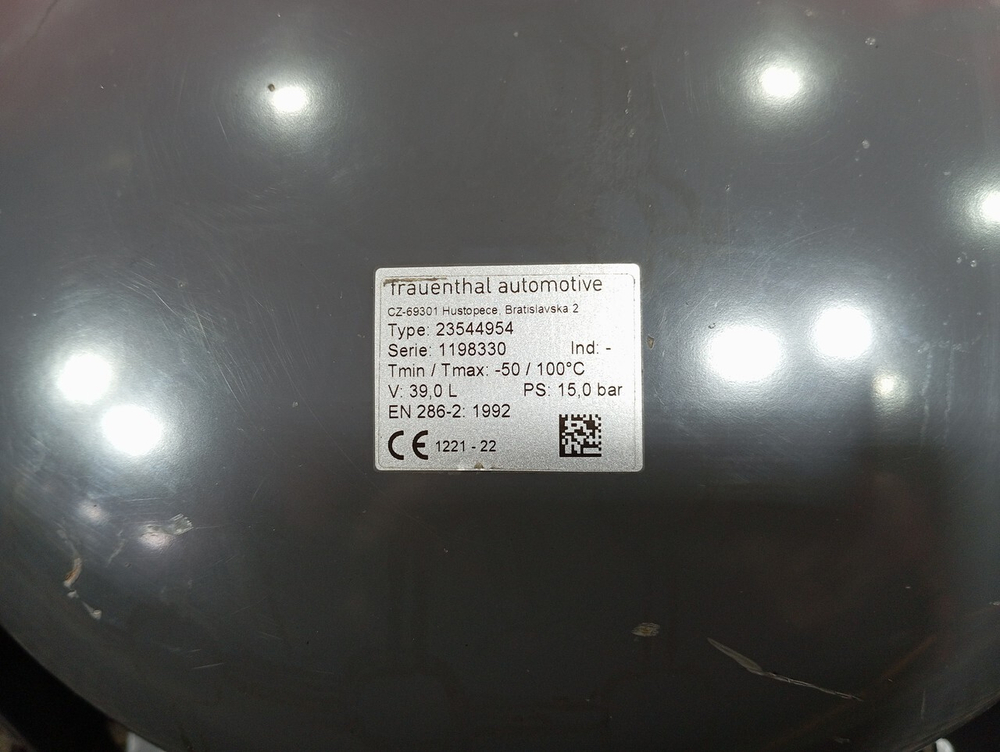 frauenthal automotive
CZ-69301 Hustopece, Bratislavska 2
Type: 23544954
Serie: 1198330 Ind: -
Tmin / Tmax: -50 / 100°C
V: 39,0 L PS: 15,0 bar
EN 286-2: 1992
CE 1221 - 22